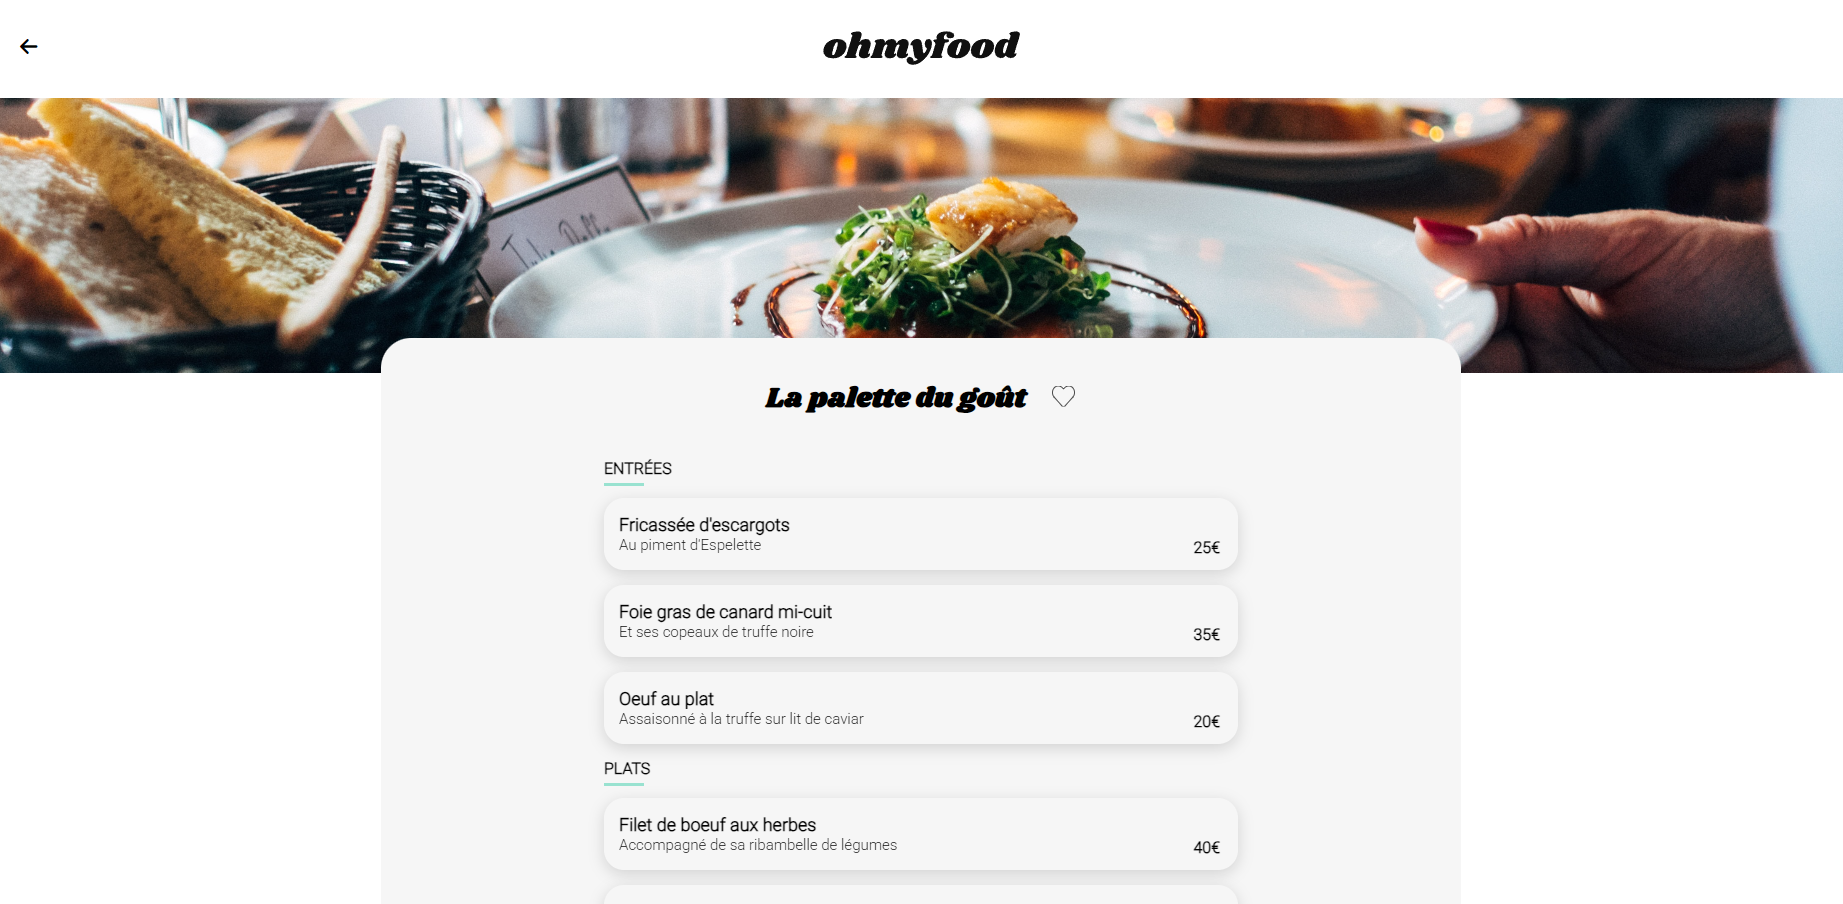 ohmyfood
La palette du goût
ENTRÉES
Fricassée d'escargots
Au piment d'Espelette
25€
Foie gras de canard mi-cuit
Et ses copeaux de truffe noire
35€
Oeuf au plat
Assaisonné à la truffe sur lit de caviar
20€
PLATS
Filet de boeuf aux herbes
Accompagné de sa ribambelle de légumes
40€